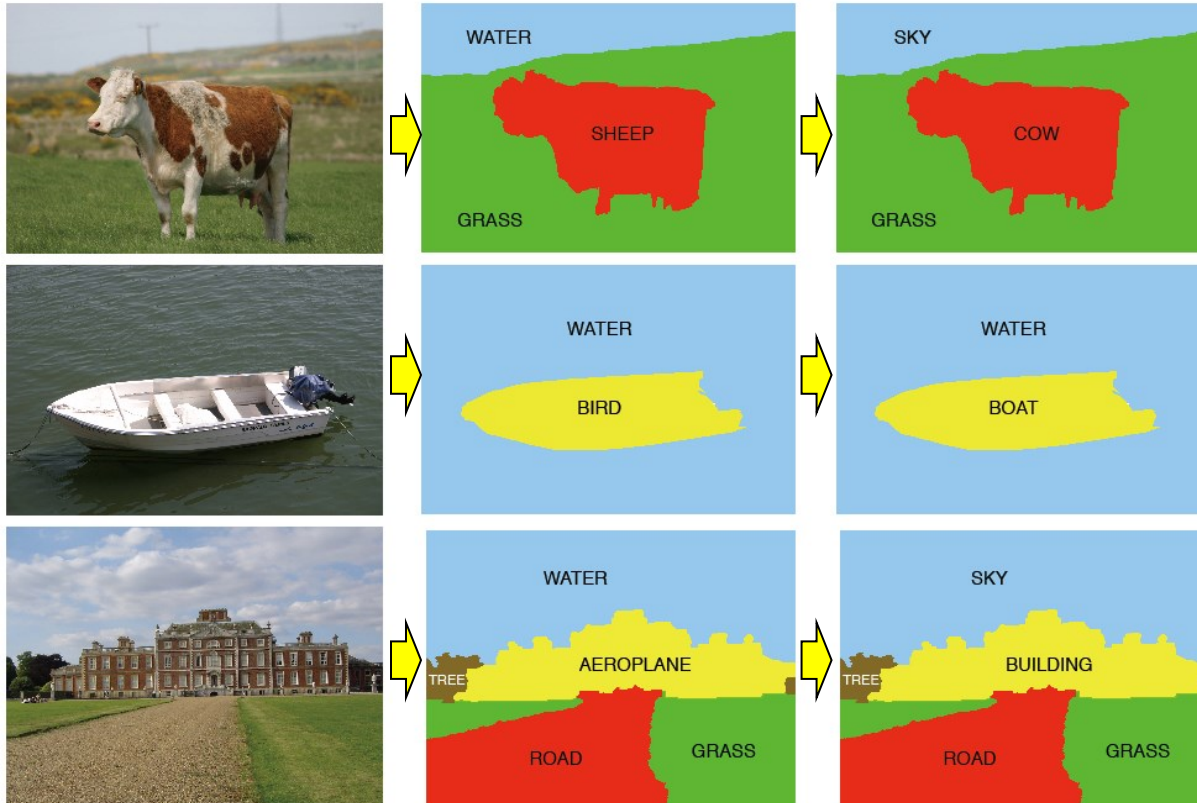 WATER
SKY
SHEEP
COW
GRASS
GRASS
WATER
WATER
BIRD
BOAT
WATER
SKY
AEROPLANE
BUILDING
TREE
TREE
ROAD
GRASS
ROAD
GRASS